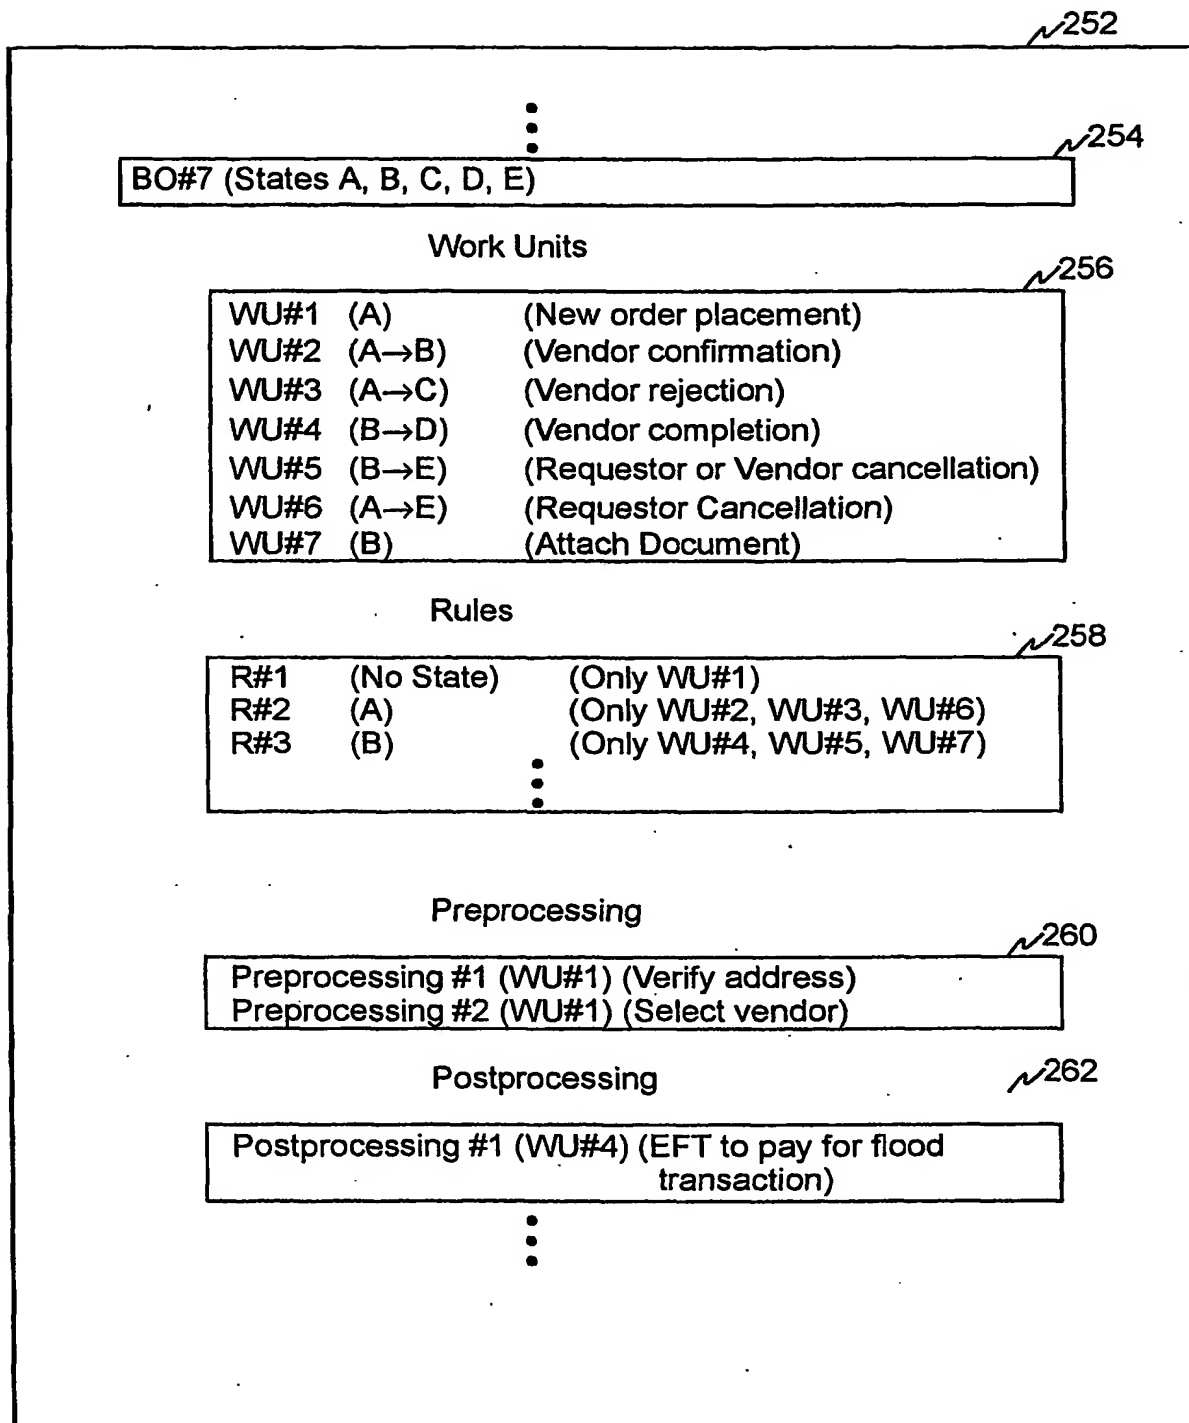 252
254
BO#7 (States A, B, C, D, E)
Work Units
256
WU#1 (A) (New order placement)
WU#2 (A→B) (Vendor confirmation)
WU#3 (A→C) (Vendor rejection)
WU#4 (B→D) (Vendor completion)
WU#5 (B→E) (Requestor or Vendor cancellation)
WU#6 (A→E) (Requestor Cancellation)
WU#7 (B) (Attach Document)
Rules
258
R#1 (No State) (Only WU#1)
R#2 (A) (Only WU#2, WU#3, WU#6)
R#3 (B) (Only WU#4, WU#5, WU#7)
Preprocessing
260
Preprocessing #1 (WU#1) (Verify address)
Preprocessing #2 (WU#1) (Select vendor)
Postprocessing
262
Postprocessing #1 (WU#4) (EFT to pay for flood
transaction)